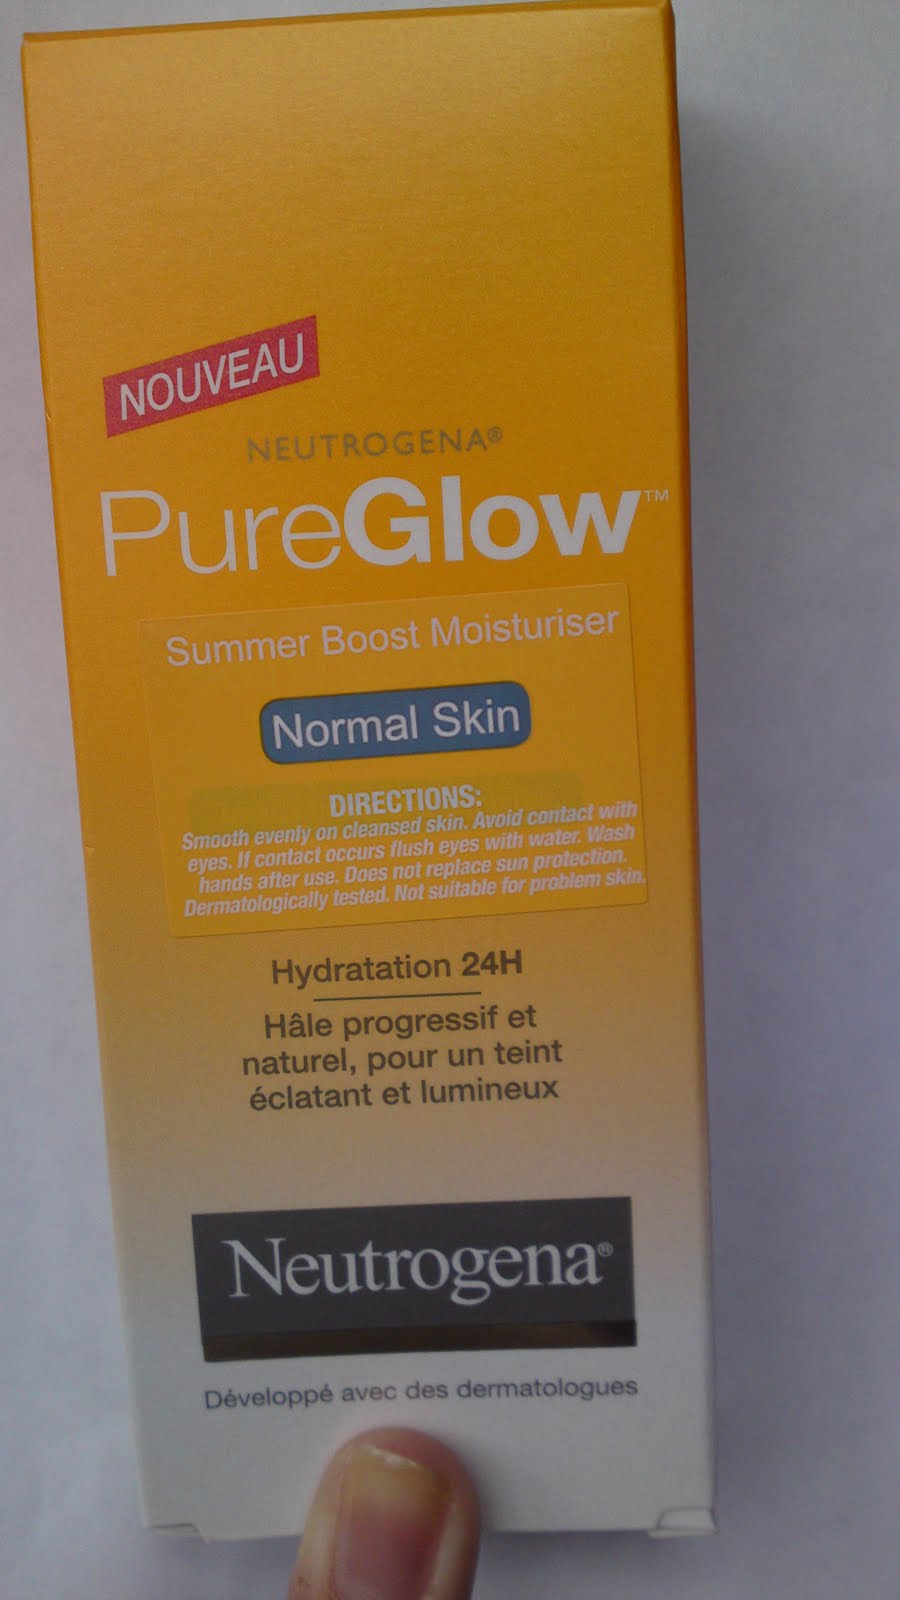 NOUVEAU
NEUTROGENA®
PureGlow™
Summer Boost Moisturiser
Normal Skin
DIRECTIONS:
Smooth evenly on cleansed skin. Avoid contact with
eyes. If contact occurs flush eyes with water. Wash
hands after use. Does not replace sun protection.
Dermatologically tested. Not suitable for problem skin.
Hydratation 24H
Hâle progressif et
naturel, pour un teint
éclatant et lumineux
Neutrogena®
Développé avec des dermatologues